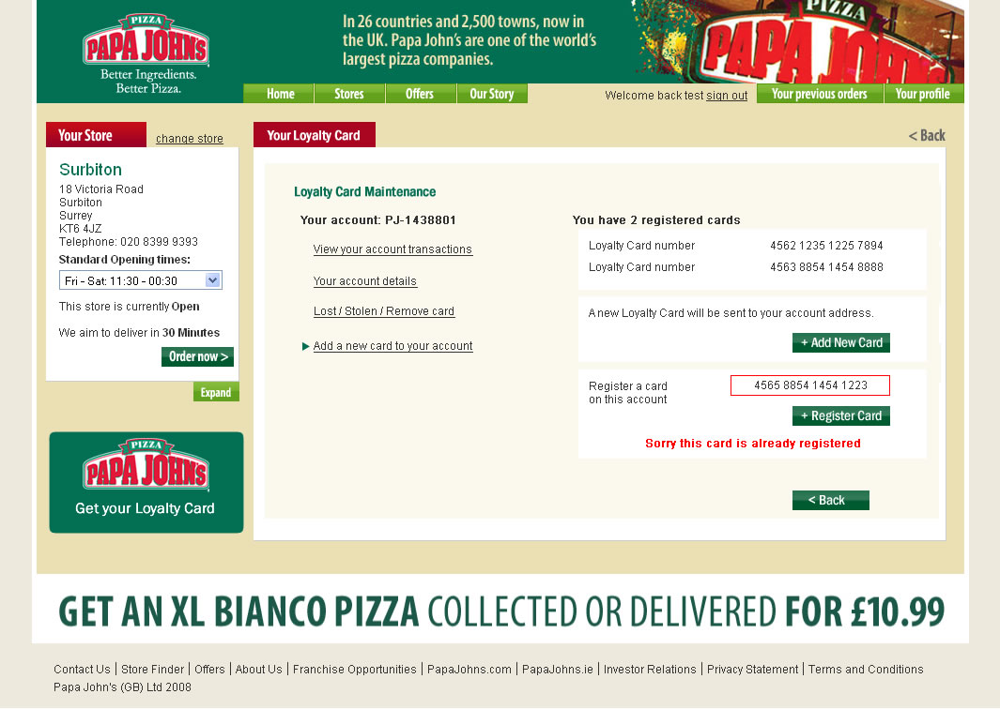 PIZZA
PAPA JOHNS
Better Ingredients.
Better Pizza.
In 26 countries and 2,500 towns, now in
the UK. Papa John's are one of the world's
largest pizza companies.
PIZZA
PAPA JOHNS
Home
Stores
Offers
Our Story
Welcome back test sign out
Your previous orders
Your profile
Your Store
change store
Surbiton
18 Victoria Road
Surbiton
Surrey
KT6 4JZ
Telephone: 020 8399 9393
Standard Opening times:
Fri - Sat: 11:30 - 00:30
This store is currently Open
We aim to deliver in 30 Minutes
Order now >
Expand
PIZZA
PAPA JOHNS
Get your Loyalty Card
Your Loyalty Card
< Back
Loyalty Card Maintenance
Your account: PJ-1438801
View your account transactions
Your account details
Lost / Stolen / Remove card
Add a new card to your account
You have 2 registered cards
Loyalty Card number 4562 1235 1225 7894
Loyalty Card number 4563 8854 1454 8888
A new Loyalty Card will be sent to your account address.
+ Add New Card
Register a card
on this account
4565 8854 1454 1223
+ Register Card
Sorry this card is already registered
< Back
GET AN XL BIANCO PIZZA COLLECTED OR DELIVERED FOR £10.99
Contact Us | Store Finder | Offers | About Us | Franchise Opportunities | PapaJohns.com | PapaJohns.ie | Investor Relations | Privacy Statement | Terms and Conditions
Papa John's (GB) Ltd 2008